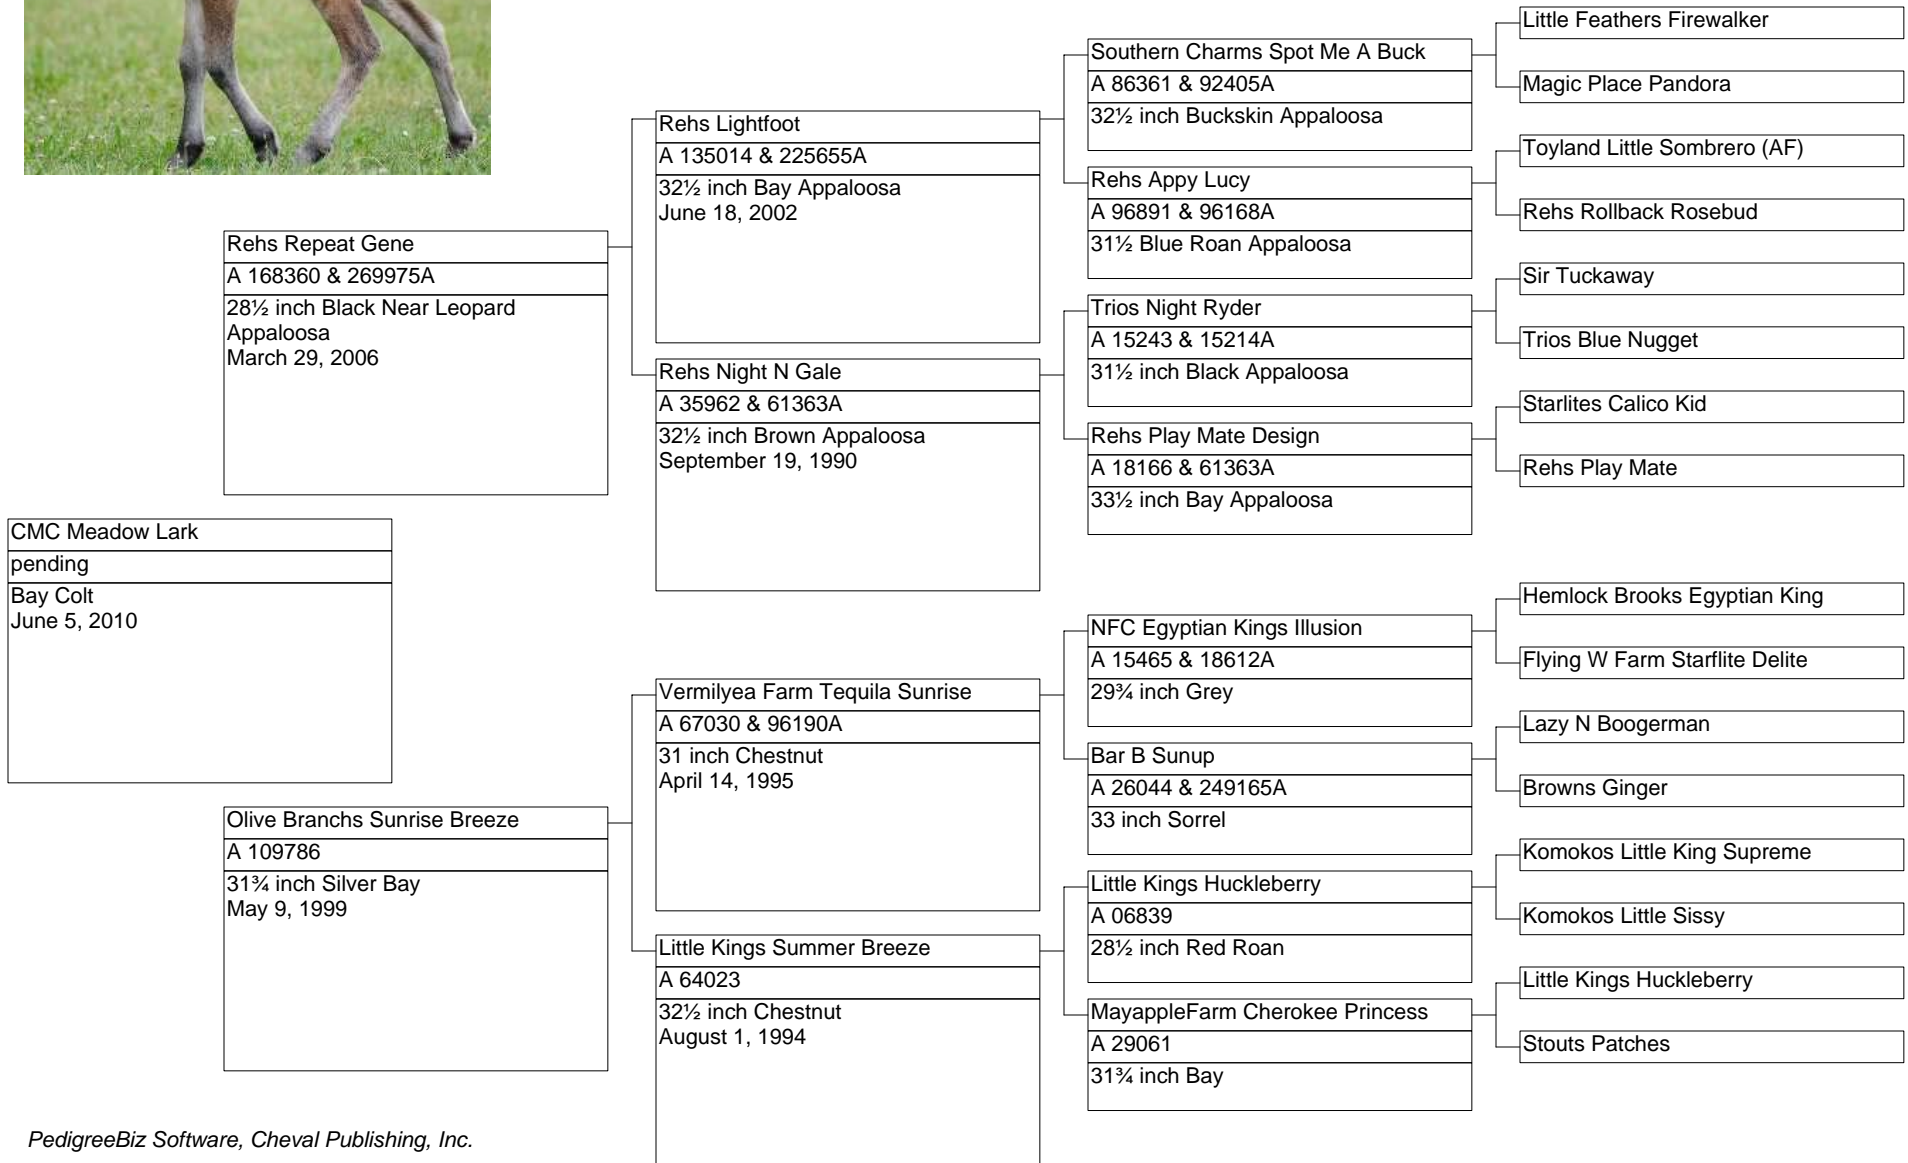 Little Feathers Firewalker
Southern Charms Spot Me A Buck
A 86361 & 92405A
32½ inch Buckskin Appaloosa
Magic Place Pandora
Rehs Lightfoot
A 135014 & 225655A
32½ inch Bay Appaloosa
June 18, 2002
Toyland Little Sombrero (AF)
Rehs Appy Lucy
A 96891 & 96168A
31½ Blue Roan Appaloosa
Rehs Rollback Rosebud
Rehs Repeat Gene
A 168360 & 269975A
28½ inch Black Near Leopard
Appaloosa
March 29, 2006
Sir Tuckaway
Trios Night Ryder
A 15243 & 15214A
31½ inch Black Appaloosa
Trios Blue Nugget
Rehs Night N Gale
A 35962 & 61363A
32½ inch Brown Appaloosa
September 19, 1990
Starlites Calico Kid
Rehs Play Mate Design
A 18166 & 61363A
33½ inch Bay Appaloosa
Rehs Play Mate
CMC Meadow Lark
pending
Bay Colt
June 5, 2010
Hemlock Brooks Egyptian King
NFC Egyptian Kings Illusion
A 15465 & 18612A
29¾ inch Grey
Flying W Farm Starflite Delite
Vermilyea Farm Tequila Sunrise
A 67030 & 96190A
31 inch Chestnut
April 14, 1995
Lazy N Boogerman
Bar B Sunup
A 26044 & 249165A
33 inch Sorrel
Browns Ginger
Olive Branchs Sunrise Breeze
A 109786
31¾ inch Silver Bay
May 9, 1999
Komokos Little King Supreme
Little Kings Huckleberry
A 06839
28½ inch Red Roan
Komokos Little Sissy
Little Kings Summer Breeze
A 64023
32½ inch Chestnut
August 1, 1994
Little Kings Huckleberry
MayappleFarm Cherokee Princess
A 29061
31¾ inch Bay
Stouts Patches
PedigreeBiz Software, Cheval Publishing, Inc.